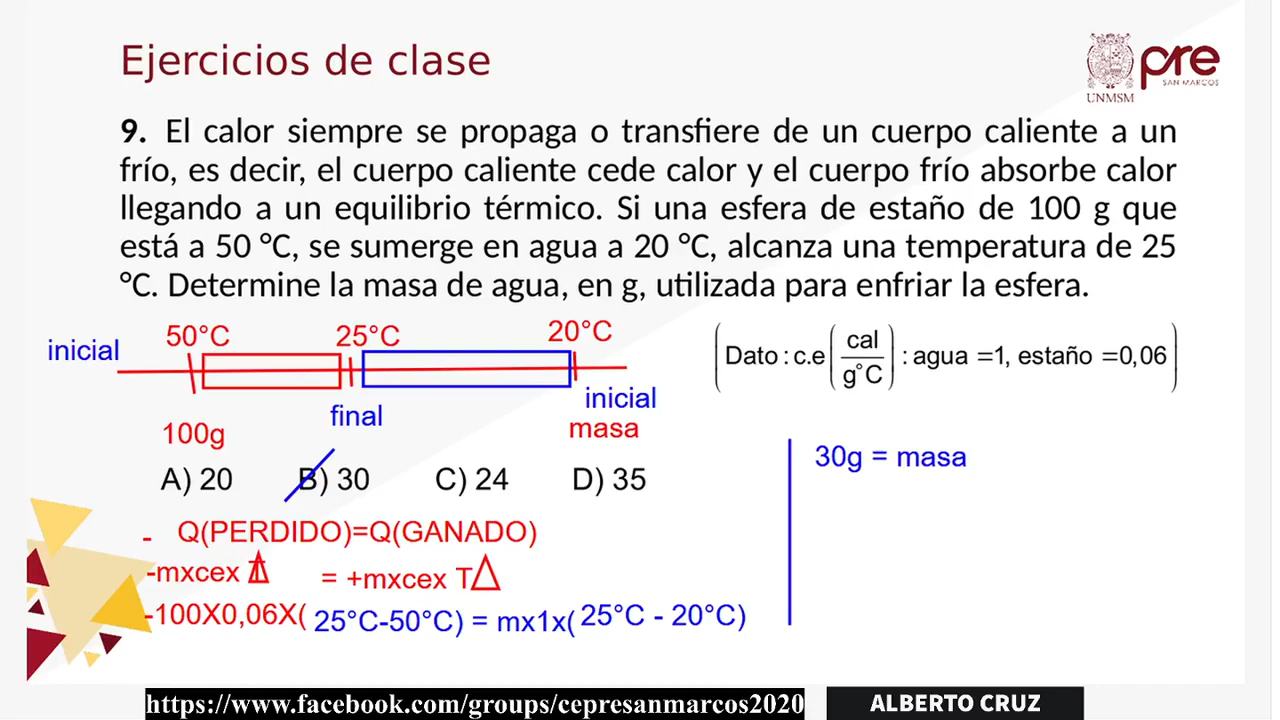 Ejercicios de clase
pre
SAN MARCOS
UNMSM
9. El calor siempre se propaga o transfiere de un cuerpo caliente a un
frío, es decir, el cuerpo caliente cede calor y el cuerpo frío absorbe calor
llegando a un equilibrio térmico. Si una esfera de estaño de 100 g que
está a 50 °C, se sumerge en agua a 20 °C, alcanza una temperatura de 25
°C. Determine la masa de agua, en g, utilizada para enfriar la esfera.
inicial 50°C 25°C 20°C
(Dato : c.e (cal/g°C) : agua =1, estaño =0,06)
inicial
final
100g
masa
A) 20 B) 30 C) 24 D) 35
30g = masa
- Q(PERDIDO)=Q(GANADO)
-mxcex TΔ = +mxcex TΔ
-100X0,06X( 25°C-50°C) = mx1x( 25°C - 20°C)
https://www.facebook.com/groups/cepresanmarcos2020
ALBERTO CRUZ